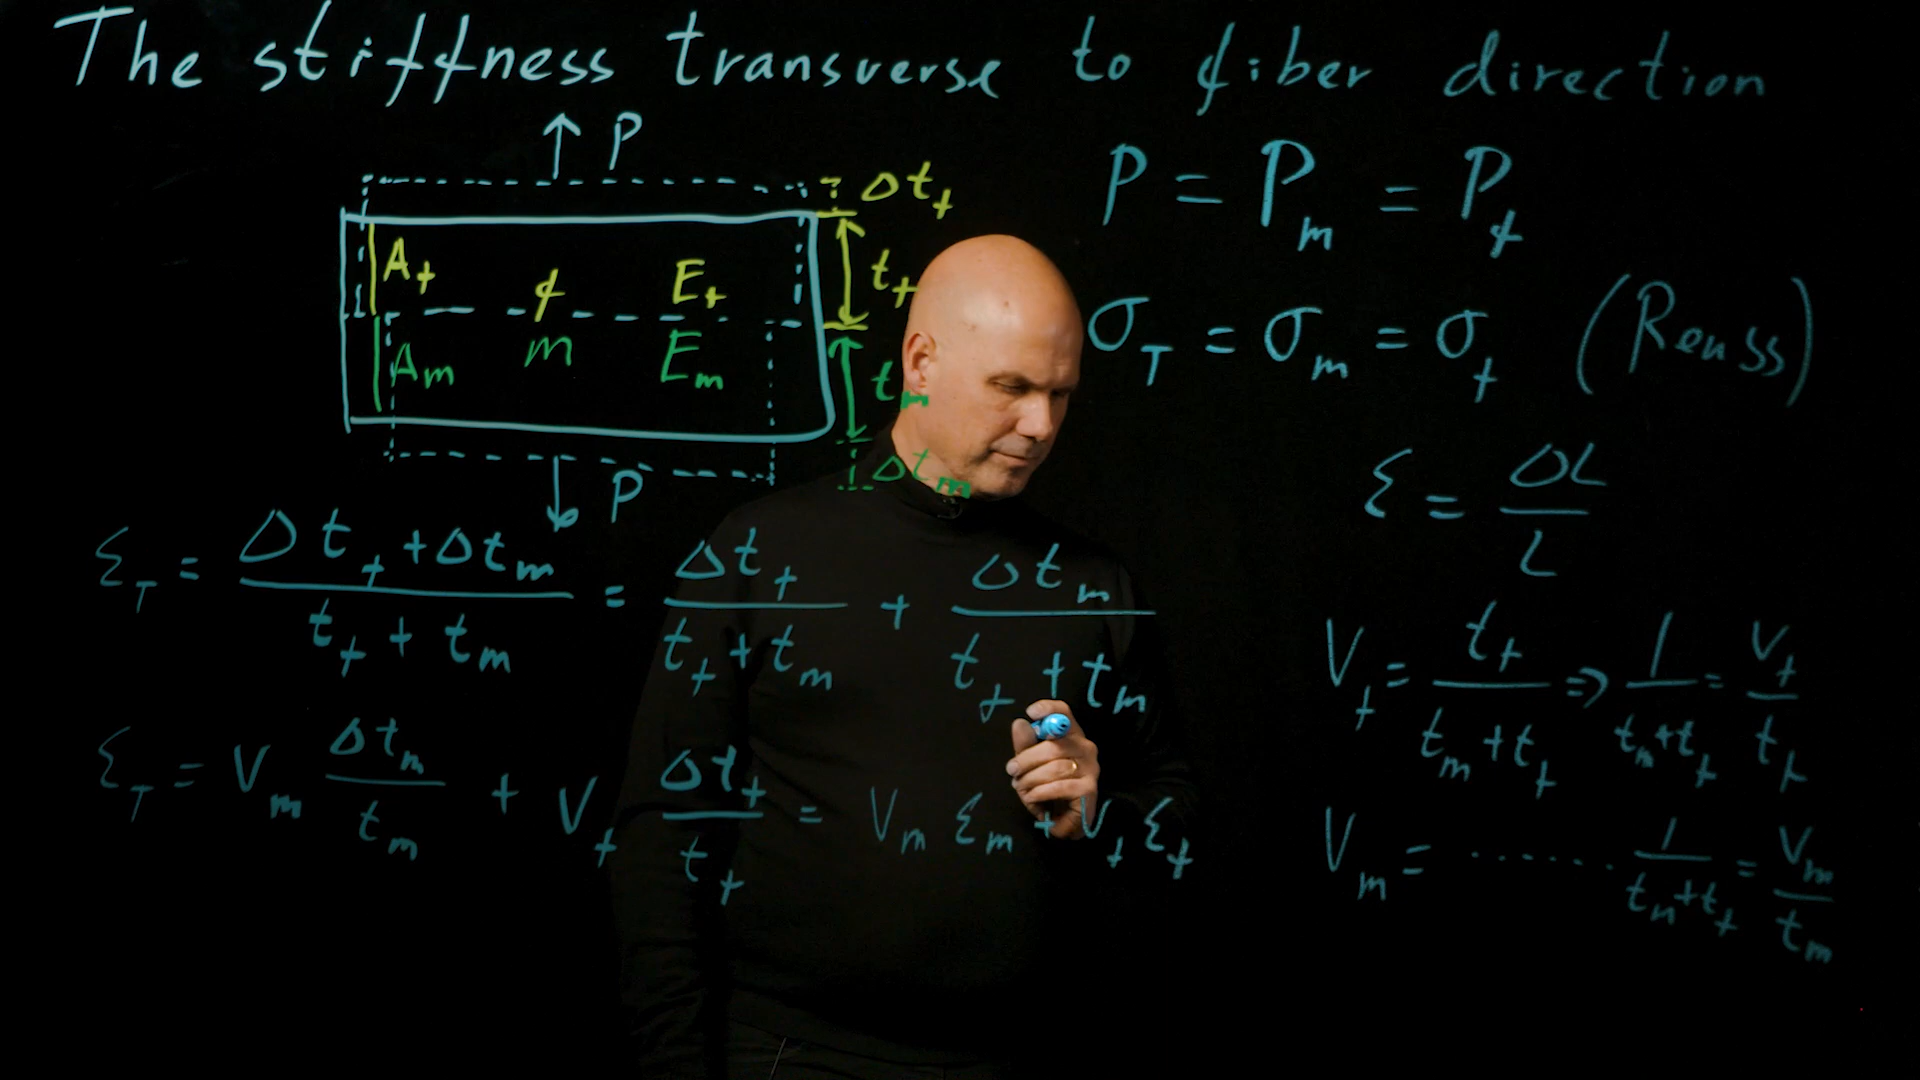 The stiffness transverse to fiber direction
P
Δt_f
P = P_m = P_f
A_f f E_f t_f
A_m m E_m t_m
σ_T = σ_m = σ_f (Reuss)
Δt_m
P
ε = ΔL / L
ε_T = (Δt_f + Δt_m) / (t_f + t_m) = Δt_f / (t_f + t_m) + Δt_m / (t_f + t_m)
V_f = t_f / (t_m + t_f) ⇒ 1 / (t_m + t_f) = V_f / t_f
ε_T = V_m Δt_m / t_m + V_f Δt_f / t_f = V_m ε_m + V_f ε_f
V_m = ........ 1 / (t_m + t_f) = V_m / t_m